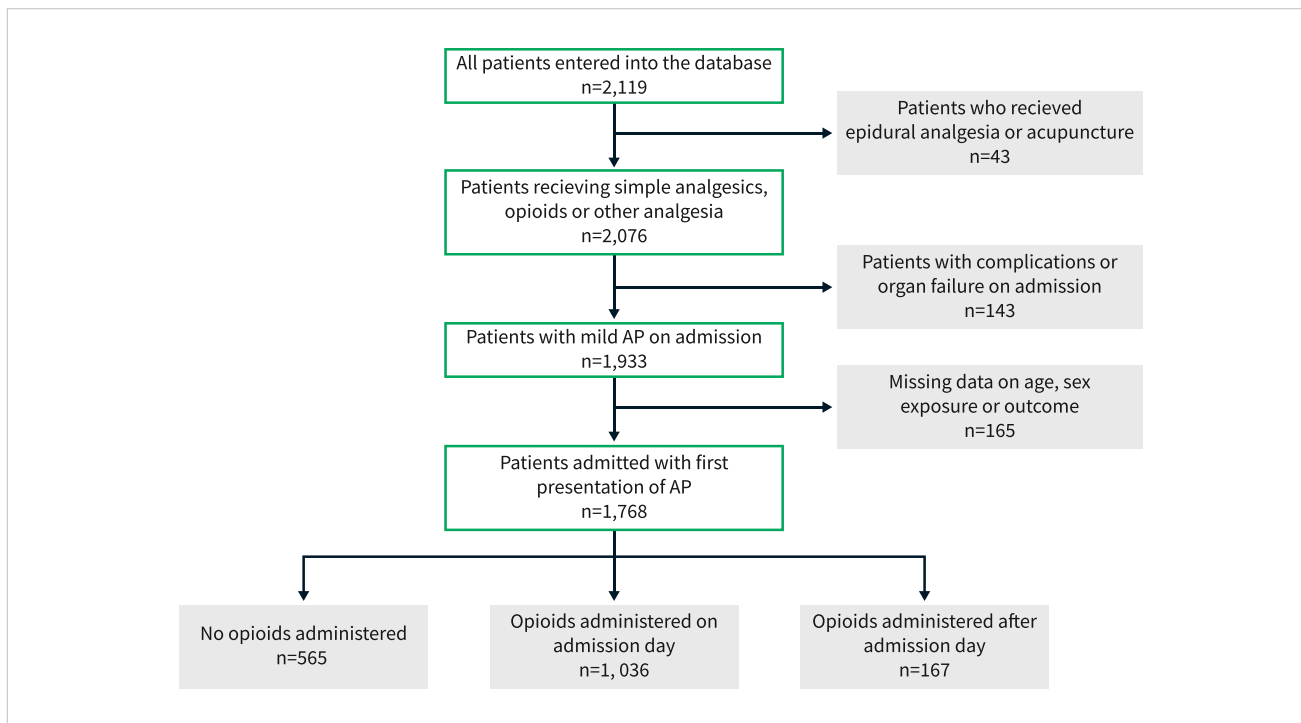 All patients entered into the database
n=2,119
Patients who recieved
epidural analgesia or acupuncture
n=43
Patients recieving simple analgesics,
opioids or other analgesia
n=2,076
Patients with complications or
organ failure on admission
n=143
Patients with mild AP on admission
n=1,933
Missing data on age, sex
exposure or outcome
n=165
Patients admitted with first
presentation of AP
n=1,768
No opioids administered
n=565
Opioids administered on
admission day
n=1, 036
Opioids administered after
admission day
n=167